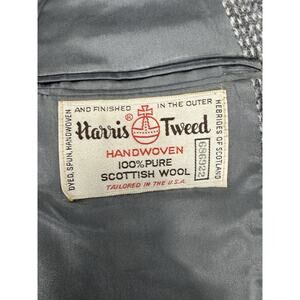 AND FINISHED IN THE OUTER
HEBRIDES OF SCOTLAND
DYED, SPUN, HANDWOVEN
Harris Tweed
HANDWOVEN
100% PURE
SCOTTISH WOOL
TAILORED IN THE U.S.A.
686922